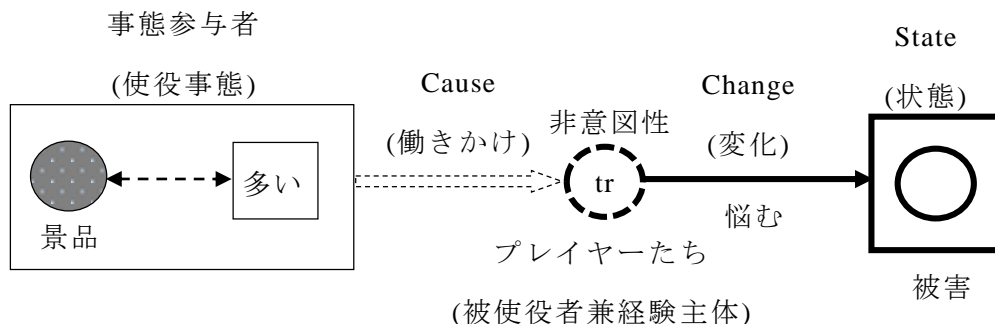 事態参与者
(使役事態)
景品
多い
Cause
(働きかけ)
非意図性
tr
プレイヤーたち
(被使役者兼経験主体)
Change
(変化)
悩む
State
(状態)
被害